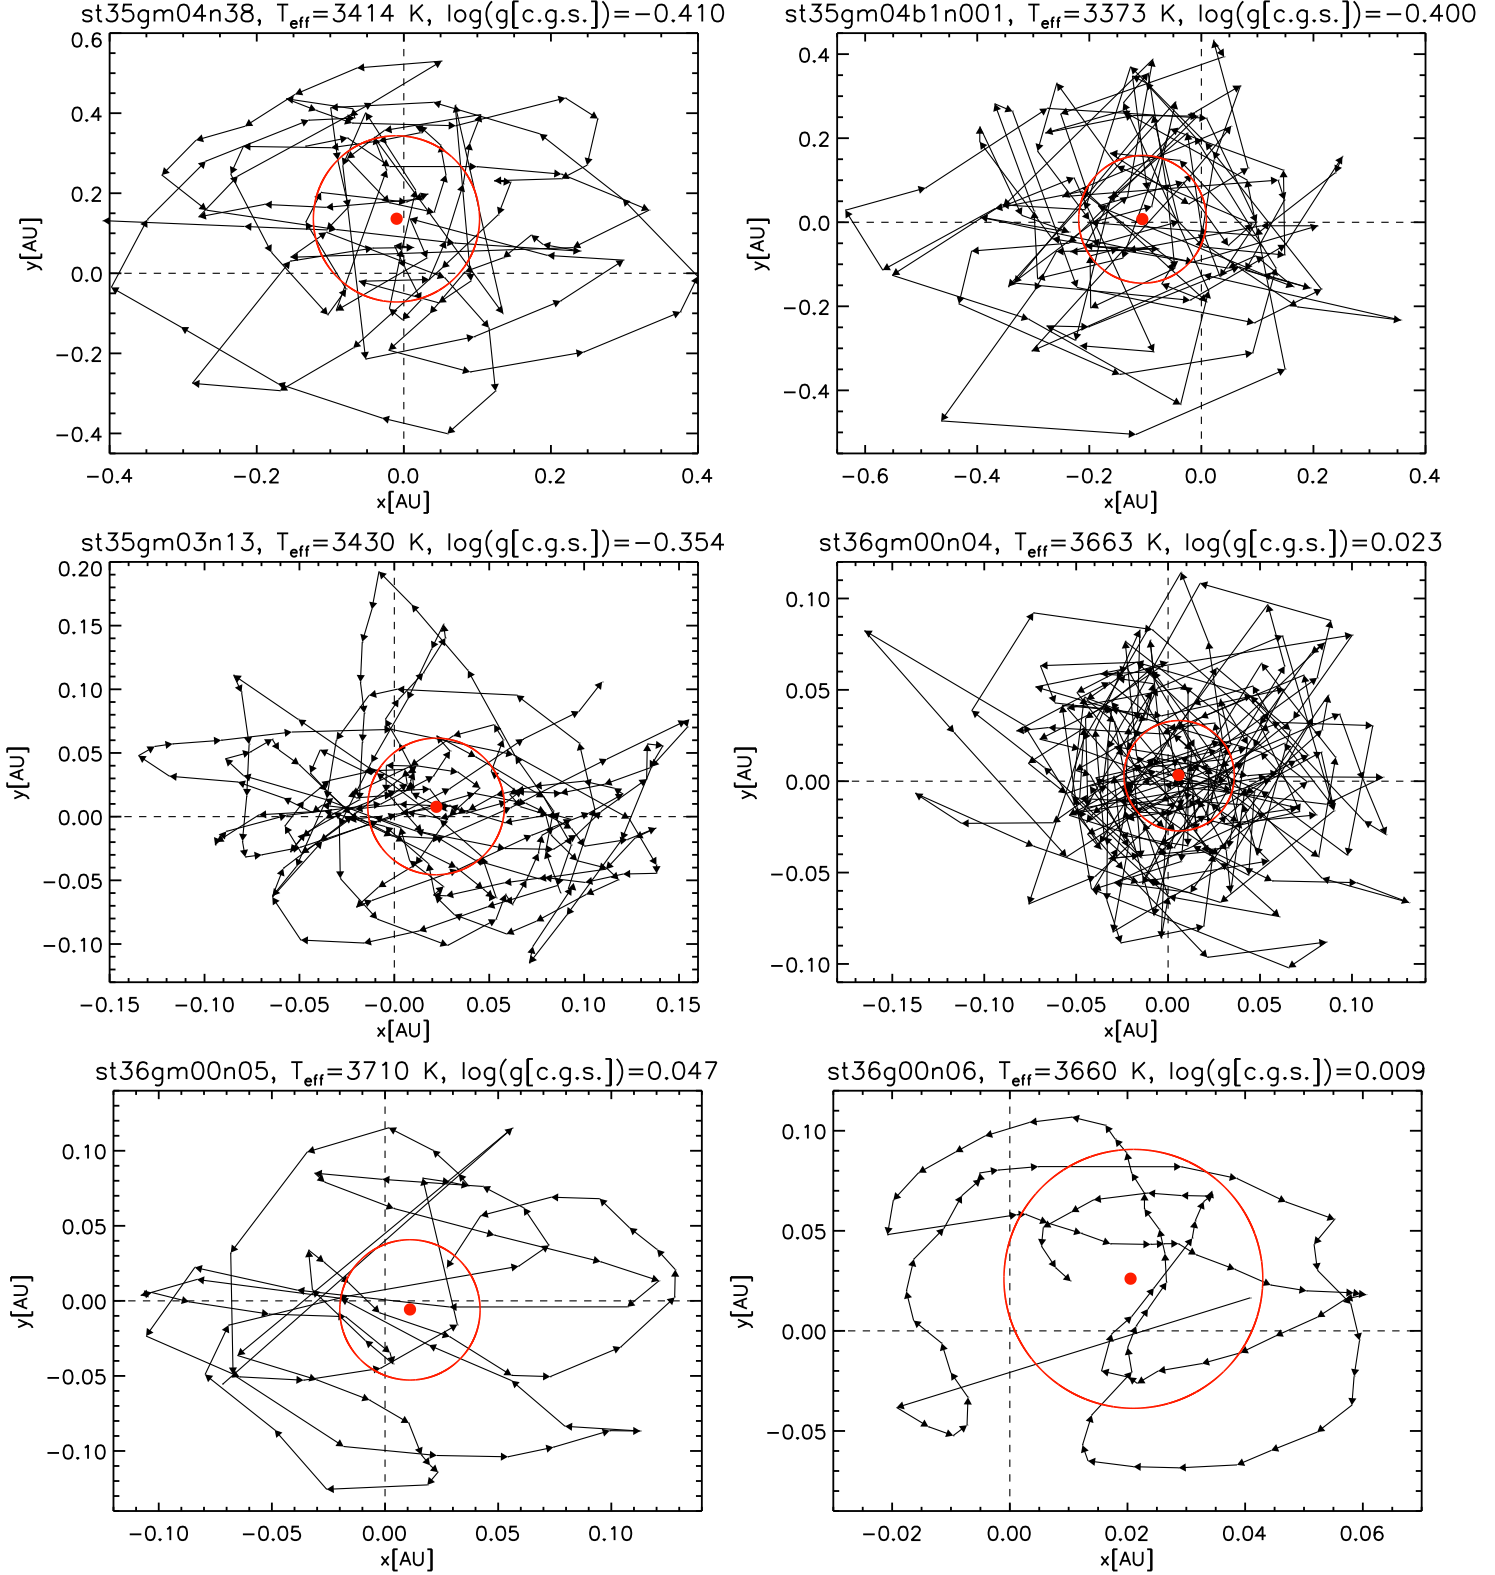 st35gm04n38, Teff=3414 K, log(g[c.g.s.])=−0.410
0.6
0.4
0.2
0.0
−0.2
−0.4
y[AU]
−0.4 −0.2 0.0 0.2 0.4
x[AU]
st35gm04b1n001, Teff=3373 K, log(g[c.g.s.])=−0.400
0.4
0.2
0.0
−0.2
−0.4
y[AU]
−0.6 −0.4 −0.2 0.0 0.2 0.4
x[AU]
st35gm03n13, Teff=3430 K, log(g[c.g.s.])=−0.354
0.20
0.15
0.10
0.05
0.00
−0.05
−0.10
y[AU]
−0.15 −0.10 −0.05 0.00 0.05 0.10 0.15
x[AU]
st36gm00n04, Teff=3663 K, log(g[c.g.s.])=0.023
0.10
0.05
0.00
−0.05
−0.10
y[AU]
−0.15 −0.10 −0.05 0.00 0.05 0.10
x[AU]
st36gm00n05, Teff=3710 K, log(g[c.g.s.])=0.047
0.10
0.05
0.00
−0.05
−0.10
y[AU]
−0.10 −0.05 0.00 0.05 0.10
x[AU]
st36g00n06, Teff=3660 K, log(g[c.g.s.])=0.009
0.10
0.05
0.00
−0.05
y[AU]
−0.02 0.00 0.02 0.04 0.06
x[AU]